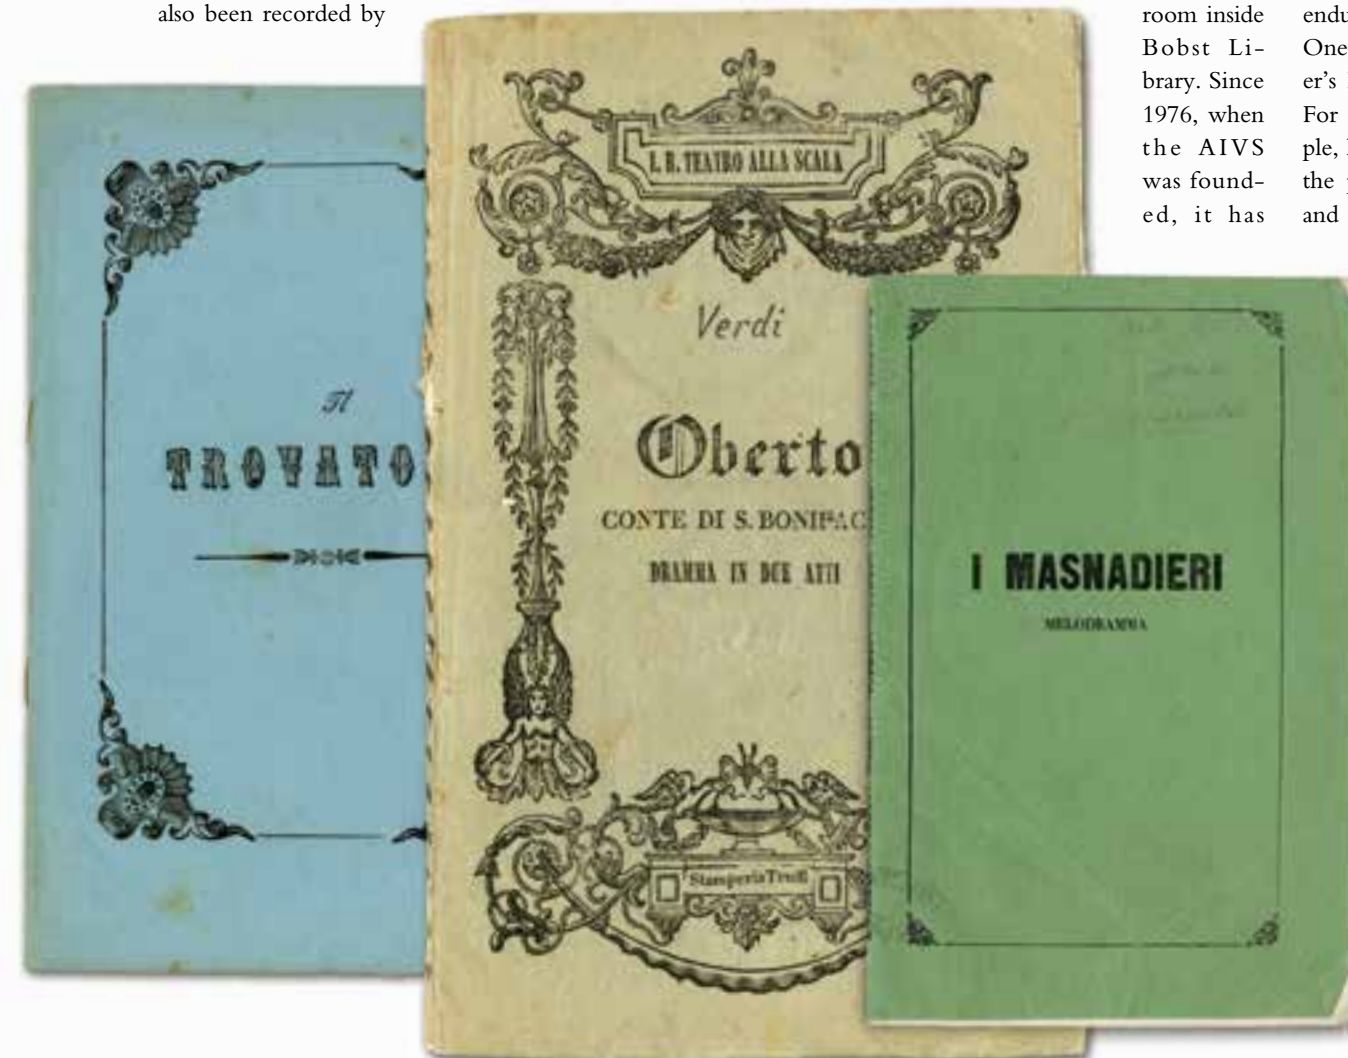 also been recorded by
room inside
Bobst Li-
brary. Since
1976, when
the AIVS
was found-
ed, it has
endu
One
er's
For
ple,
the
and
Il
TROVATO
I. R. TEATRO ALLA SCALA
Verdi
Oberto
CONTE DI S. BONIFAC
DRAMMA IN DUE ATTI
Stamperia Truffi
I MASNADIERI
MELODRAMMA